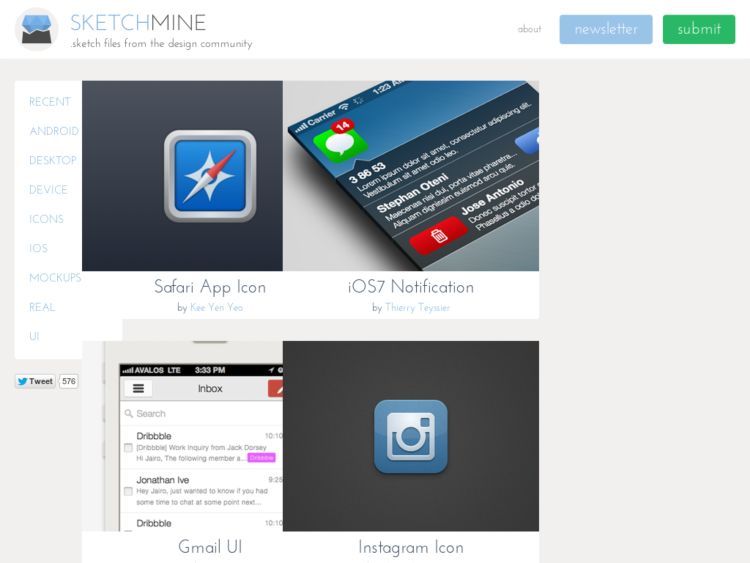 SKETCHMINE
.sketch files from the design community
about
newsletter
submit
RECENT
ANDROID
DESKTOP
DEVICE
ICONS
IOS
MOCKUPS
REAL
UI
Tweet
576
Safari App Icon
by Kee Yen Yeo
Carrier
1:23 AM
14
3 86 53
Lorem ipsum dolor sit amet, consectetur adipiscing elit.
Vestibulum sit amet odio leo.
Stephan Oteni
Maecenas nisi dui, porta vitae pharetra...
Aliquam dignissim euismod arcu quis.
Jose Antonio
Donec suscipit tortor
Phasellus a odio
iOS7 Notification
by Thierry Teyssier
AVALOS LTE
3:33 PM
Inbox
Search
Dribbble
10:10
[Dribbble] Work Inquiry from Jack Dorsey
Hi Jairo, The following member a...
Dribbble
Jonathan Ive
9:25
Hey Jairo, just wanted to know if you had
some time to chat at some point next...
Dribbble
10:10
Gmail UI
Instagram Icon